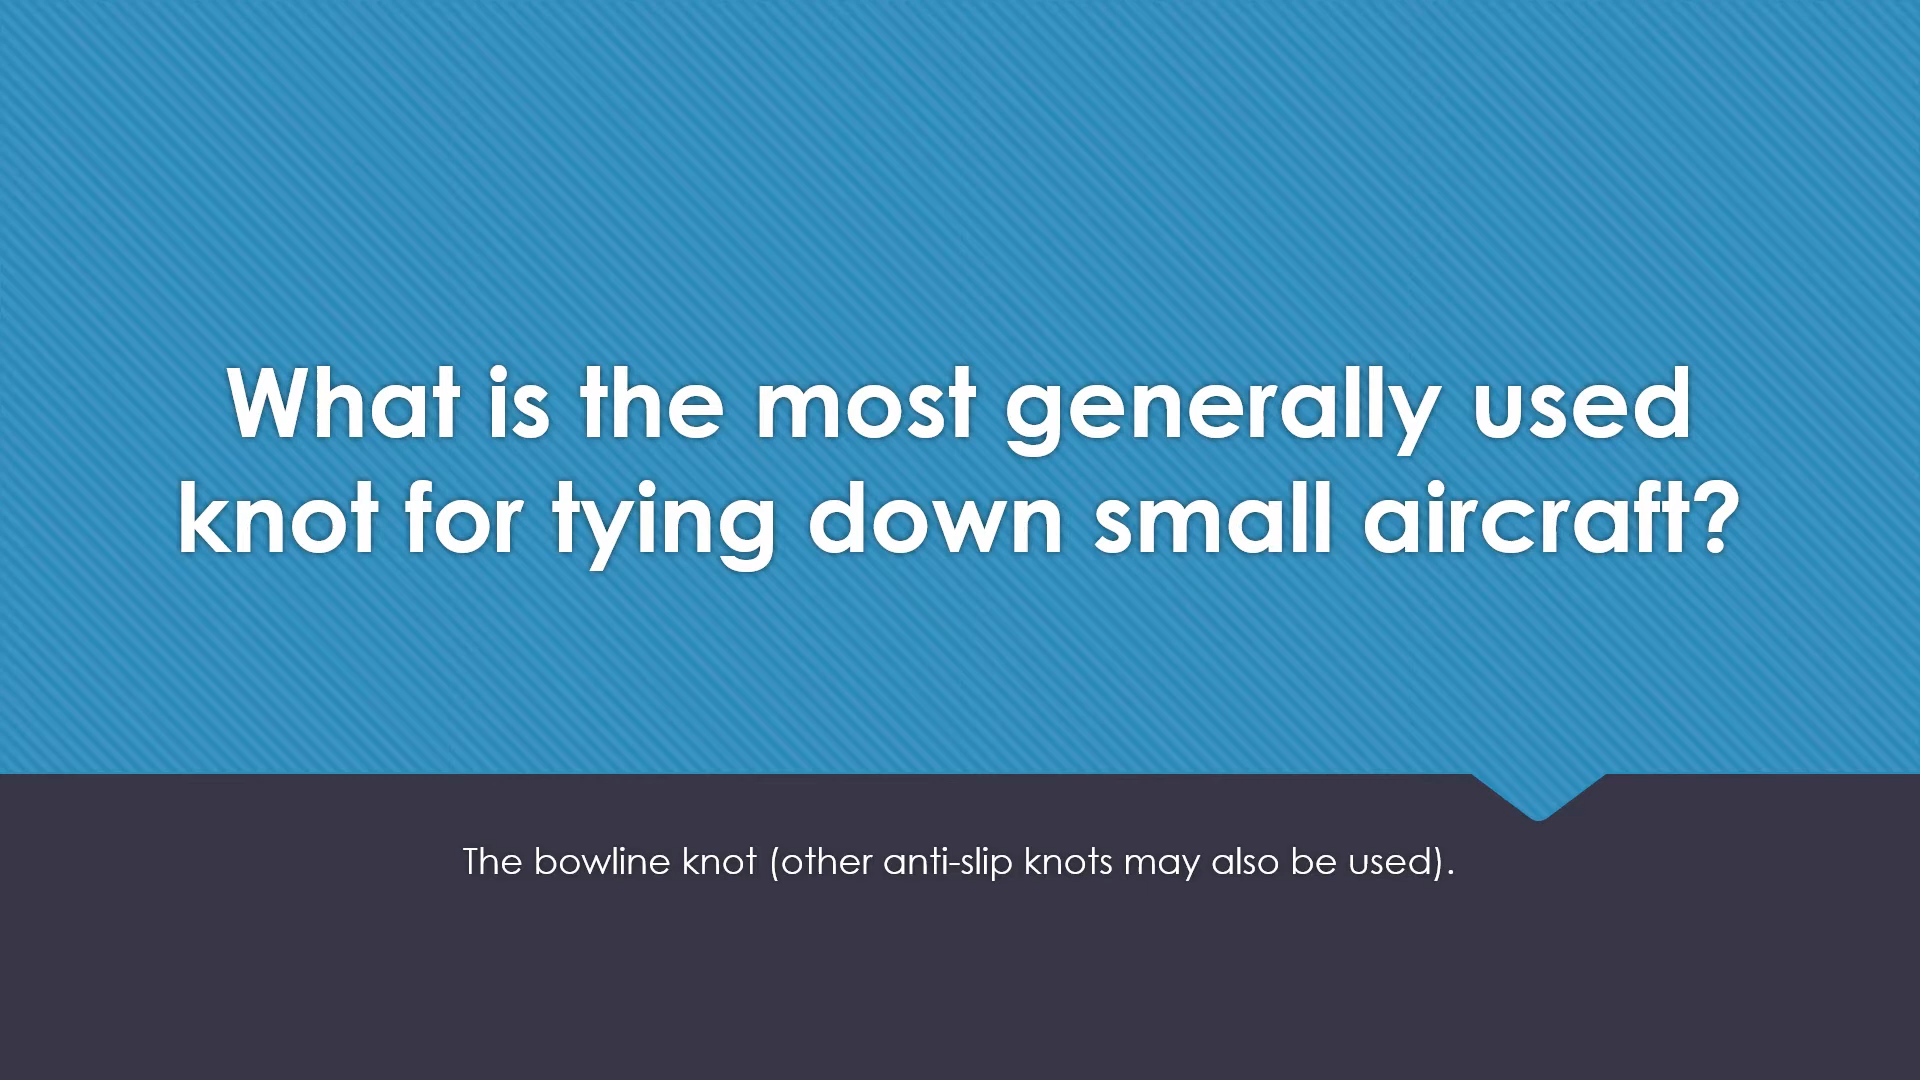 What is the most generally used
knot for tying down small aircraft?
The bowline knot (other anti-slip knots may also be used).